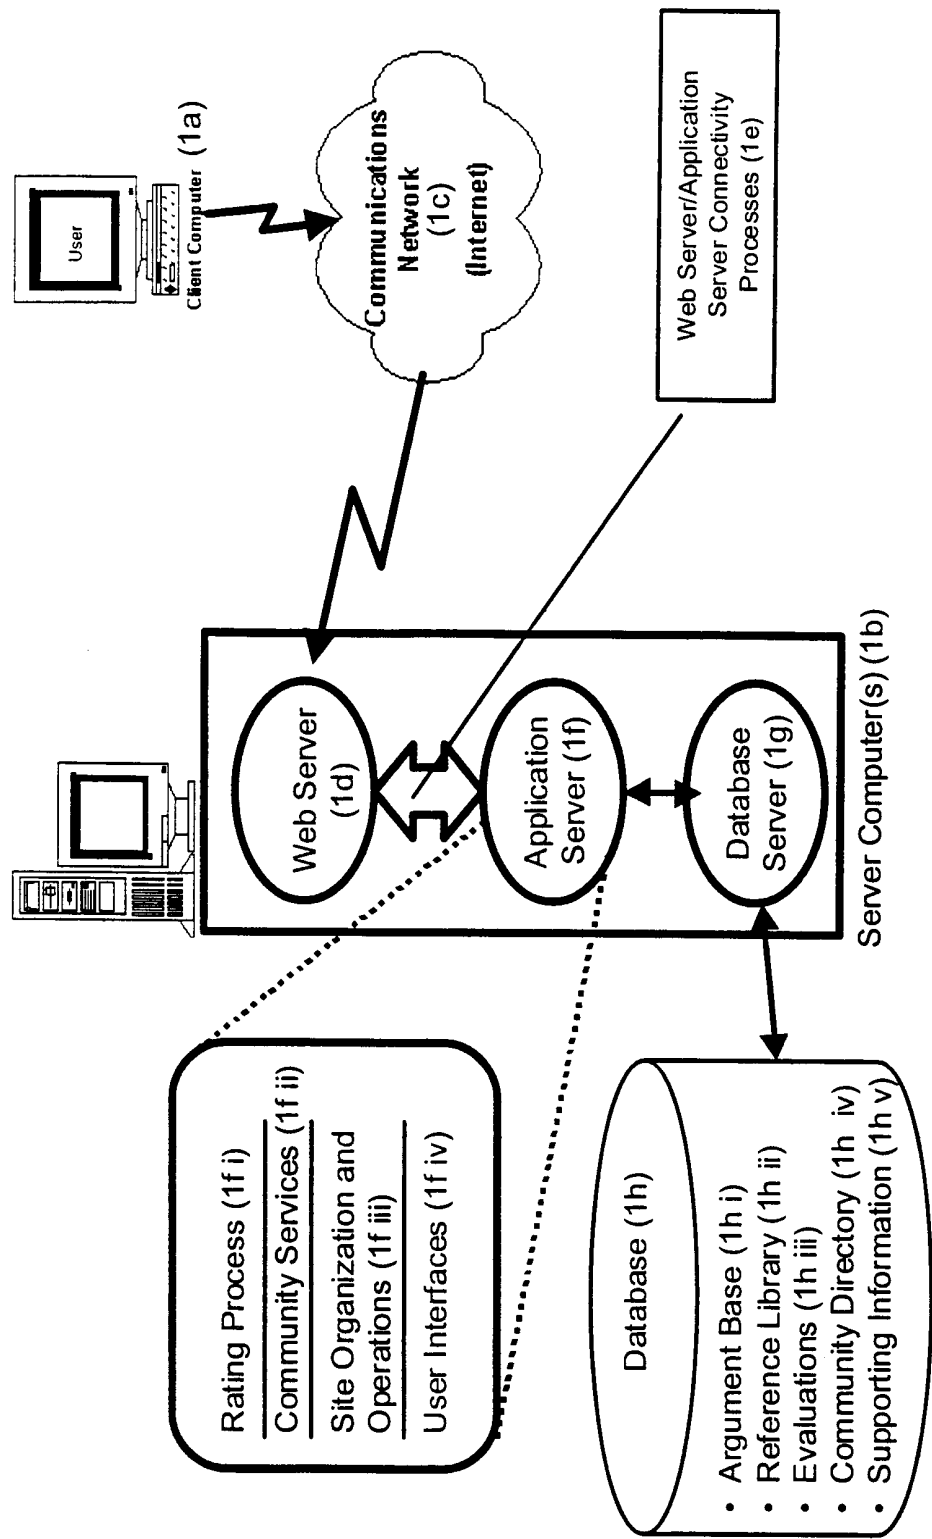 User
Client Computer (1a)
Communications
Network
(1c)
(Internet)
Web Server/Application
Server Connectivity
Processes (1e)
Web Server
(1d)
Application
Server (1f)
Database
Server (1g)
Server Computer(s) (1b)
Rating Process (1f i)
Community Services (1f ii)
Site Organization and
Operations (1f iii)
User Interfaces (1f iv)
Database (1h)
• Argument Base (1h i)
• Reference Library (1h ii)
• Evaluations (1h iii)
• Community Directory (1h iv)
• Supporting Information (1h v)